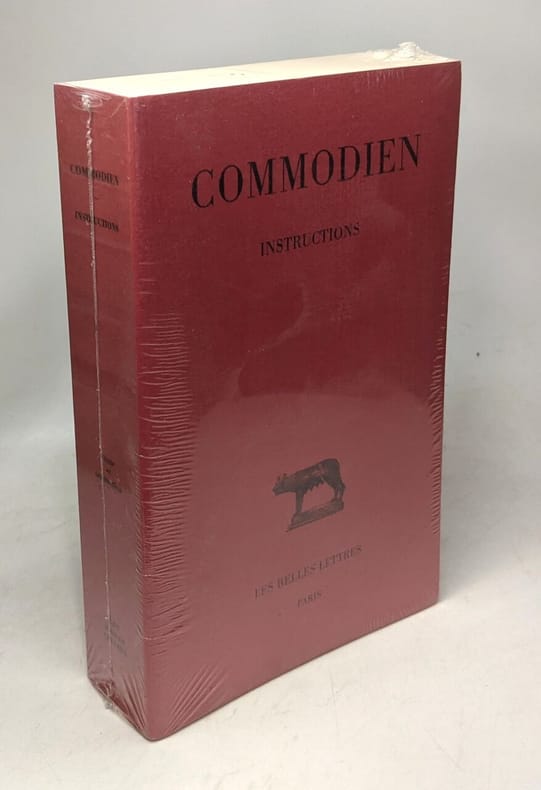 COMMODIEN
INSTRUCTIONS
LES BELLES LETTRES
PARIS
COMMODIEN
INSTRUCTIONS